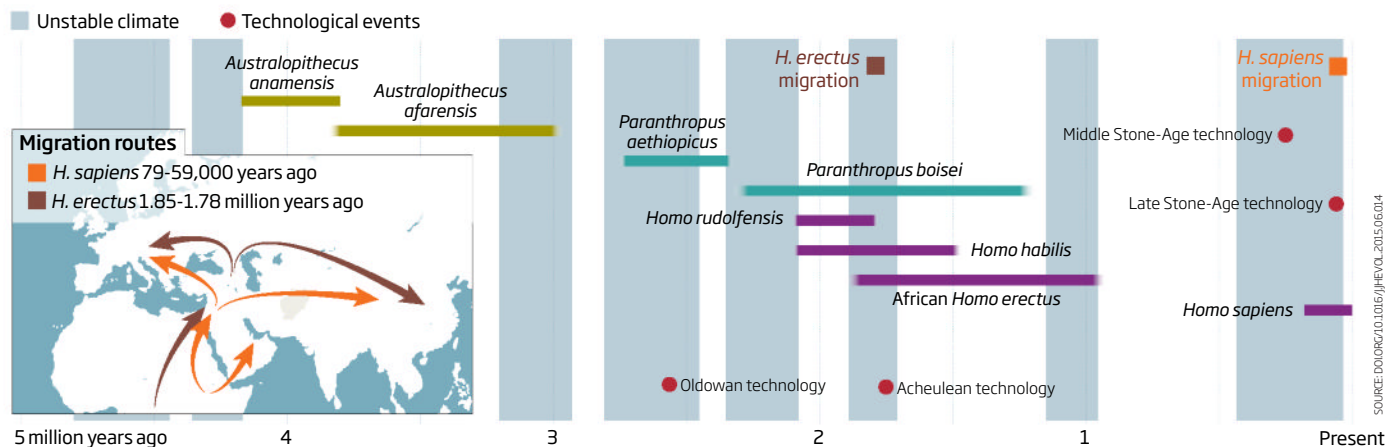 Unstable climate
Technological events
Australopithecus
anamensis
Australopithecus
afarensis
Migration routes
H. sapiens 79-59,000 years ago
H. erectus 1.85-1.78 million years ago
Paranthropus
aethiopicus
H. erectus
migration
H. sapiens
migration
Middle Stone-Age technology
Paranthropus boisei
Late Stone-Age technology
Homo rudolfensis
Homo habilis
African Homo erectus
Homo sapiens
Oldowan technology
Acheulean technology
5 million years ago
4
3
2
1
Present
SOURCE: DOI.ORG/10.1016/J.JHEVOL.2015.06.014